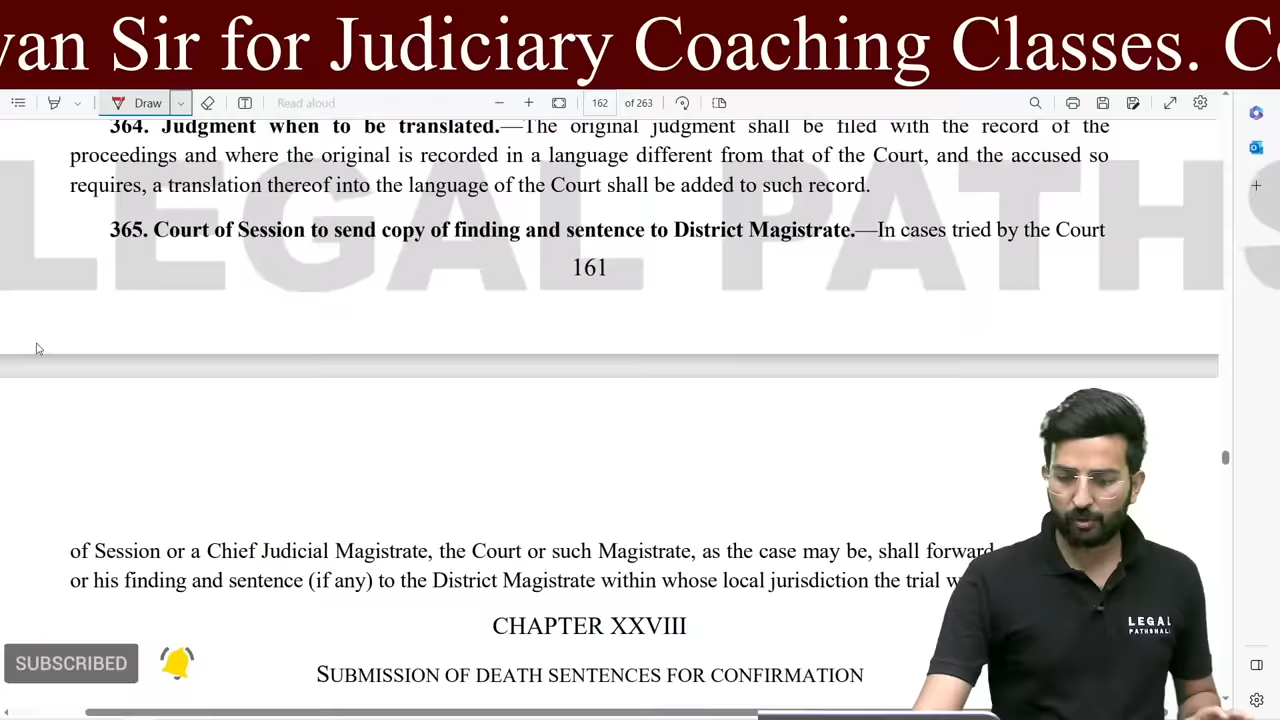 van Sir for Judiciary Coaching Classes. C
Draw
Read aloud
162 of 263
364. Judgment when to be translated.—The original judgment shall be filed with the record of the
proceedings and where the original is recorded in a language different from that of the Court, and the accused so
requires, a translation thereof into the language of the Court shall be added to such record.
LEGAL PATHS
365. Court of Session to send copy of finding and sentence to District Magistrate.—In cases tried by the Court
161
of Session or a Chief Judicial Magistrate, the Court or such Magistrate, as the case may be, shall forward
or his finding and sentence (if any) to the District Magistrate within whose local jurisdiction the trial w
CHAPTER XXVIII
SUBMISSION OF DEATH SENTENCES FOR CONFIRMATION
SUBSCRIBED
LEGAL
PATHSHAL